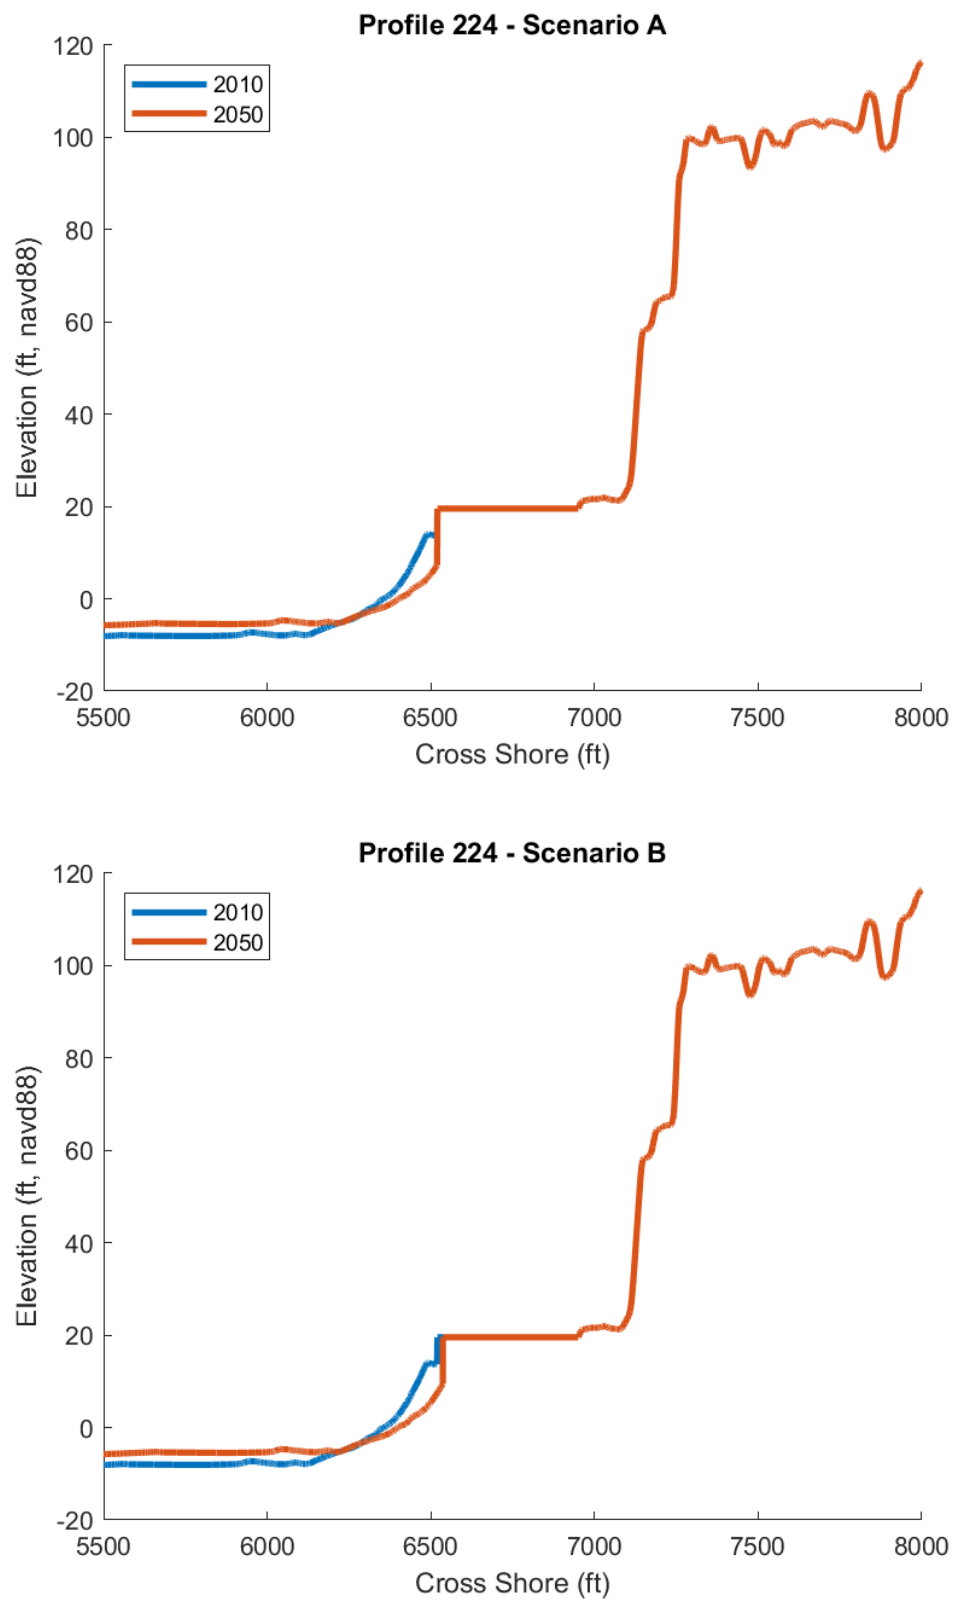 Profile 224 - Scenario A
120
100
80
60
40
20
0
-20
Elevation (ft, navd88)
2010
2050
5500 6000 6500 7000 7500 8000
Cross Shore (ft)
Profile 224 - Scenario B
120
100
80
60
40
20
0
-20
Elevation (ft, navd88)
2010
2050
5500 6000 6500 7000 7500 8000
Cross Shore (ft)